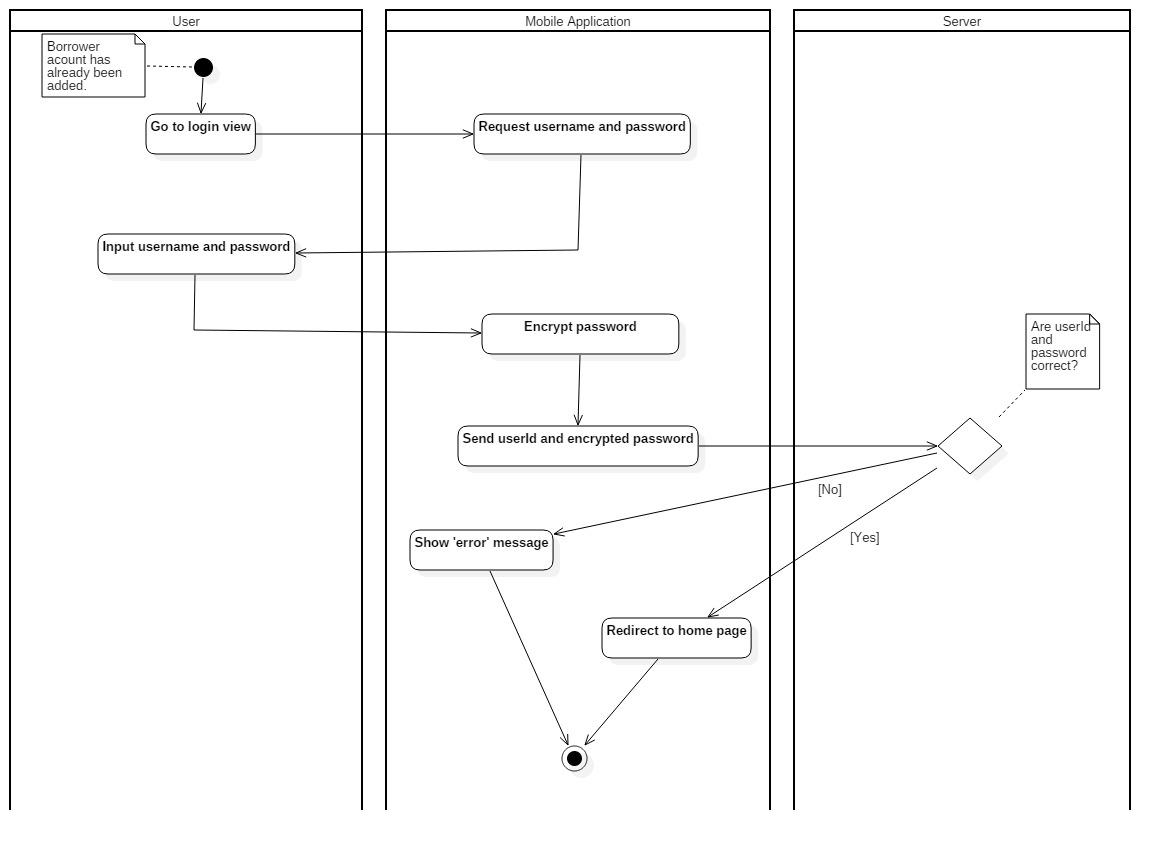 User
Mobile Application
Server
Borrower
acount has
already been
added.
Go to login view
Request username and password
Input username and password
Encrypt password
Are userId
and
password
correct?
Send userId and encrypted password
[No]
[Yes]
Show 'error' message
Redirect to home page